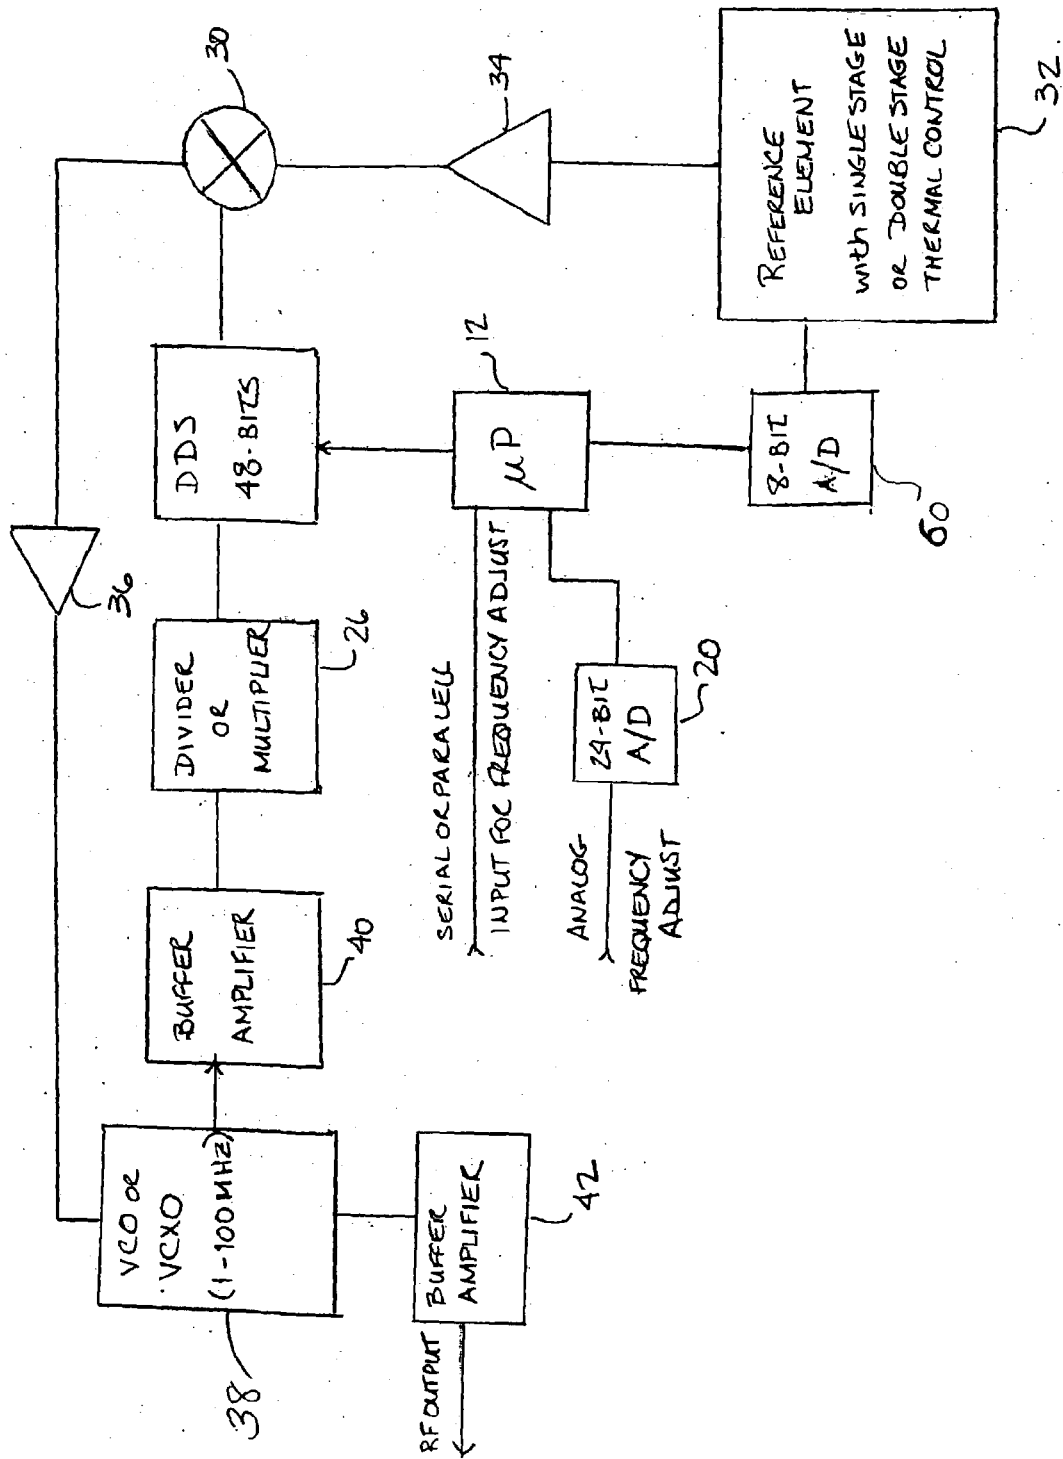 VCO or
VCXO
(1-100MHZ)
38
BUFFER
AMPLIFIER
40
DIVIDER
OR
MULTIPLIER
26
DDS
48-BITS
30
36
34
RF OUTPUT
BUFFER
AMPLIFIER
42
SERIAL OR PARALELL
INPUT FOR FREQUENCY ADJUST
ANALOG
FREQUENCY
ADJUST
24-BIT
A/D
20
μP
12
8-BIT
A/D
60
REFERENCE
ELEMENT
with SINGLE STAGE
OR DOUBLE STAGE
THERMAL CONTROL
32